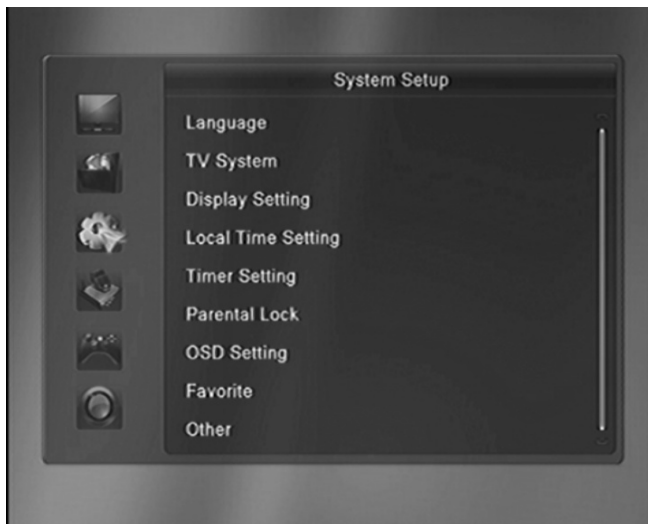 System Setup
Language
TV System
Display Setting
Local Time Setting
Timer Setting
Parental Lock
OSD Setting
Favorite
Other